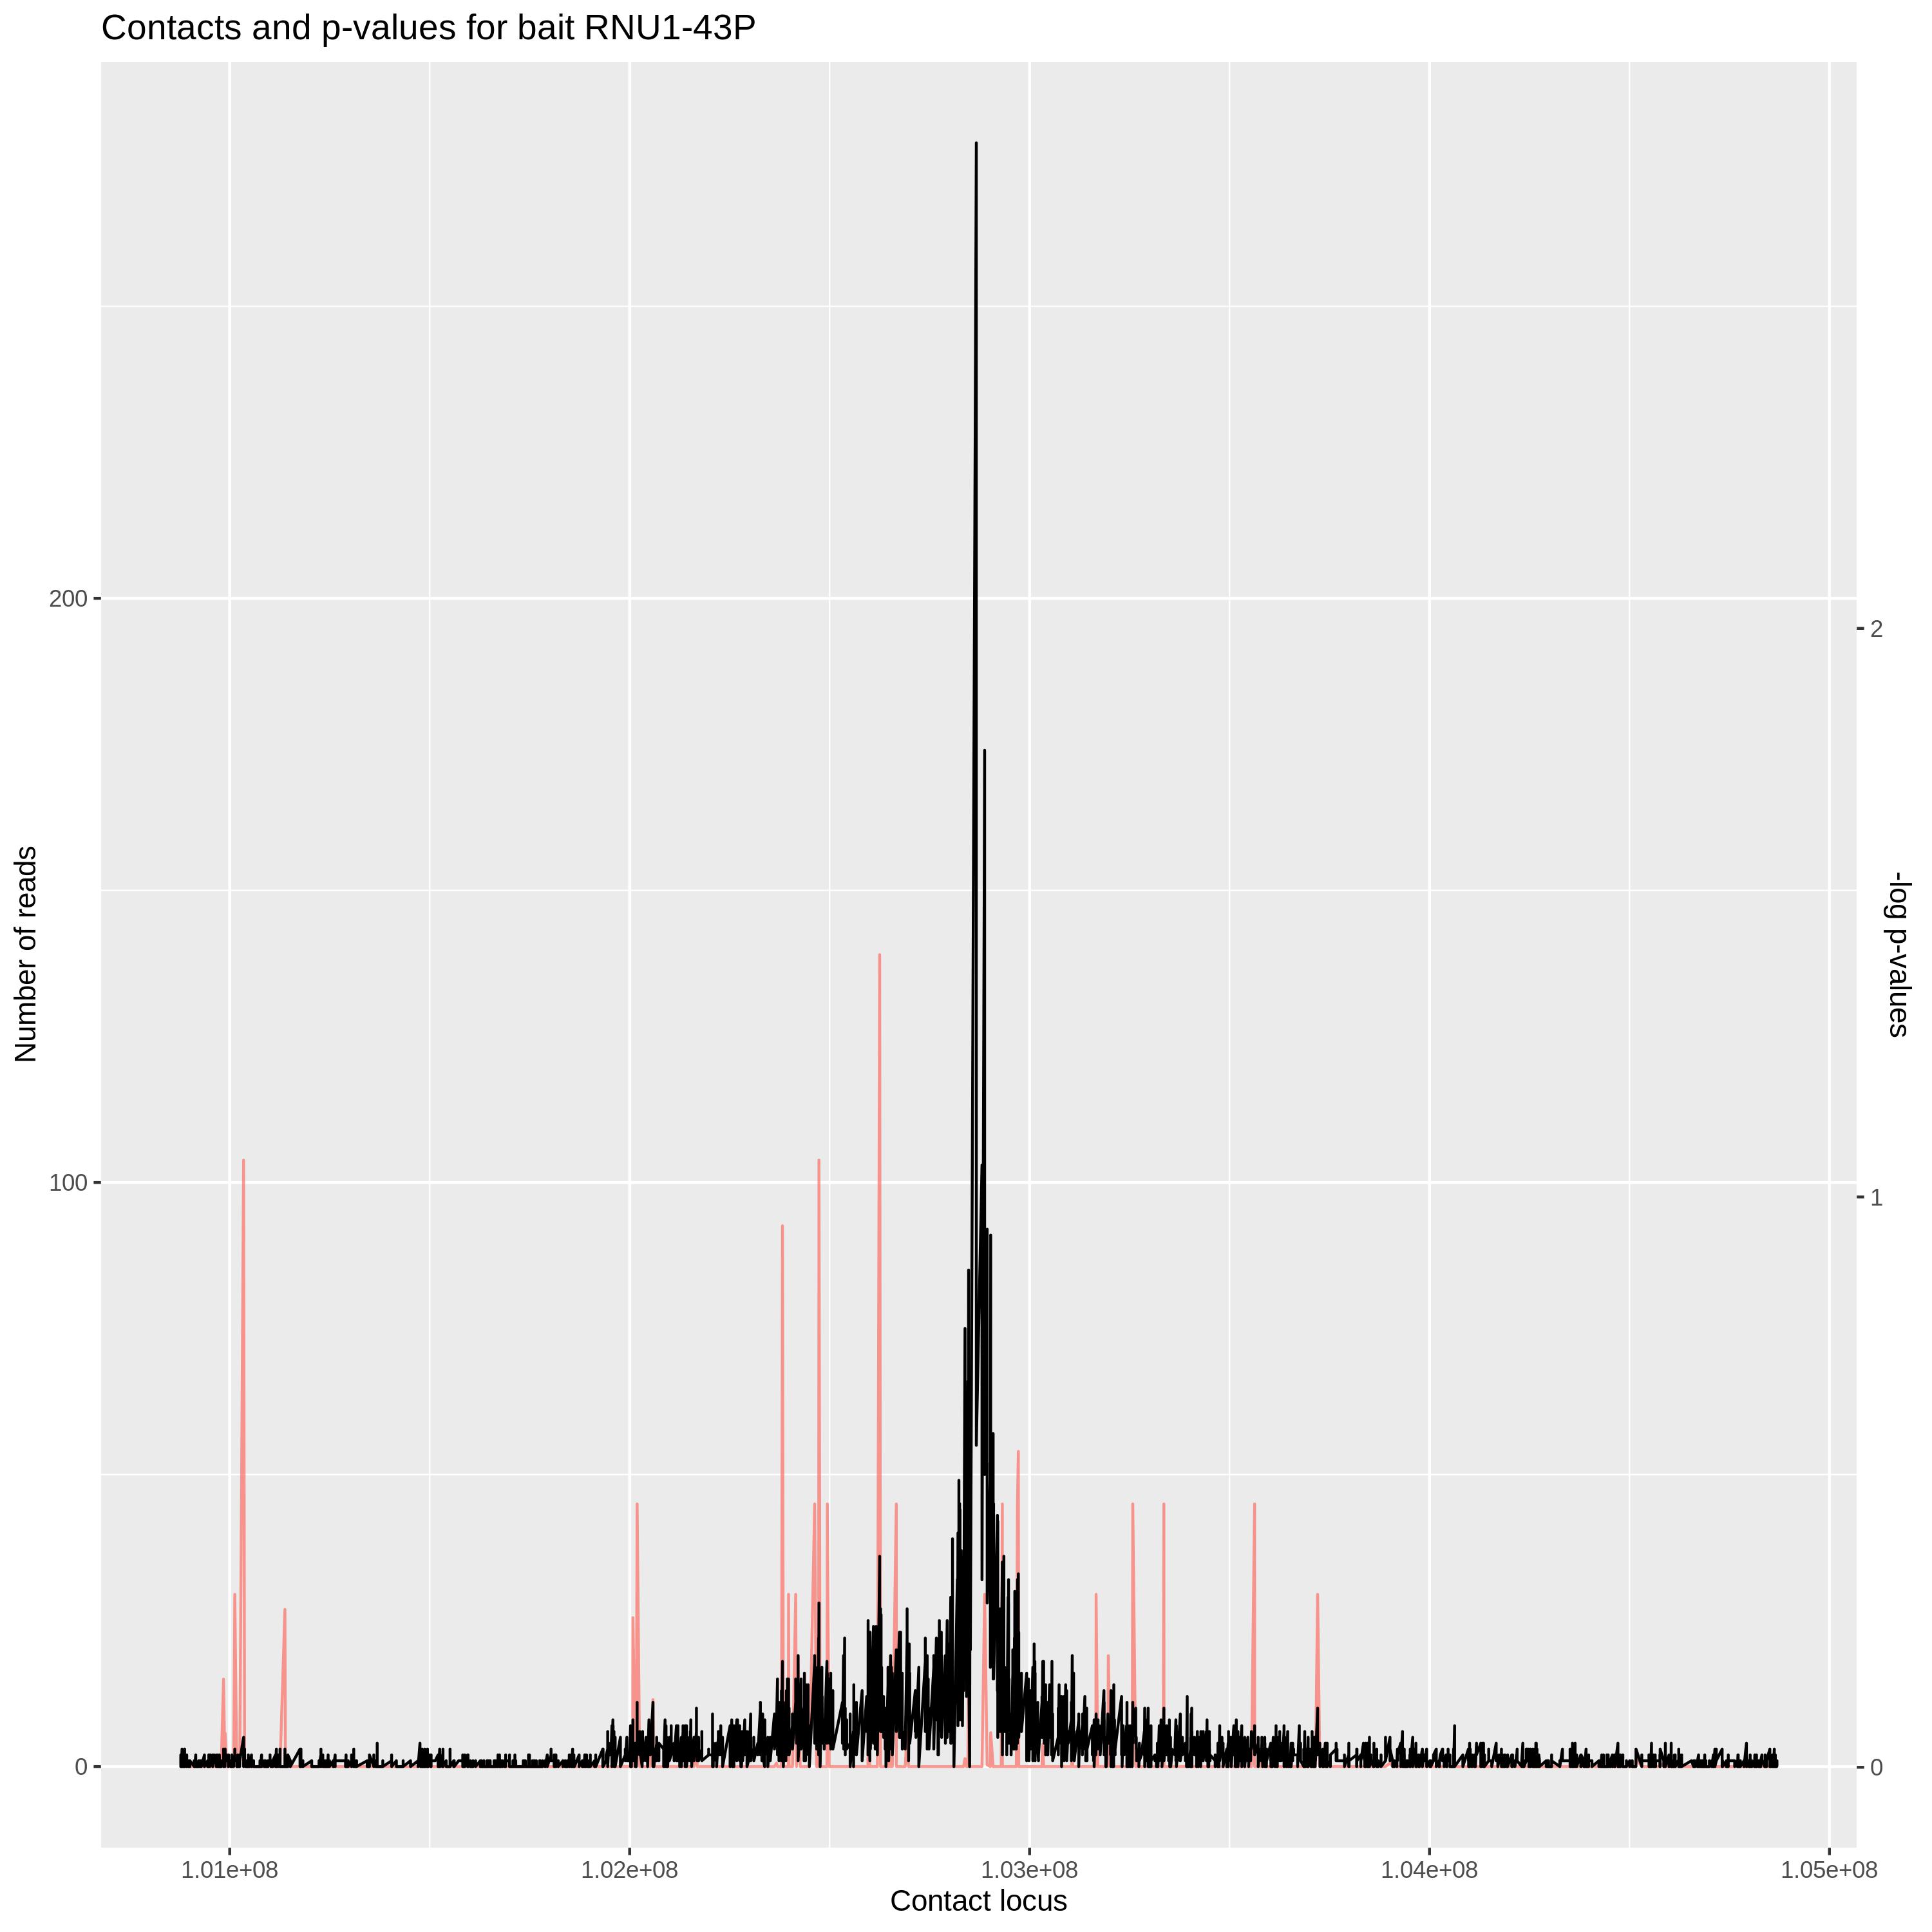 Contacts and p-values for bait RNU1-43P
200
100
0
Number of reads
2
1
0
-log p-values
1.01e+08 1.02e+08 1.03e+08 1.04e+08 1.05e+08
Contact locus